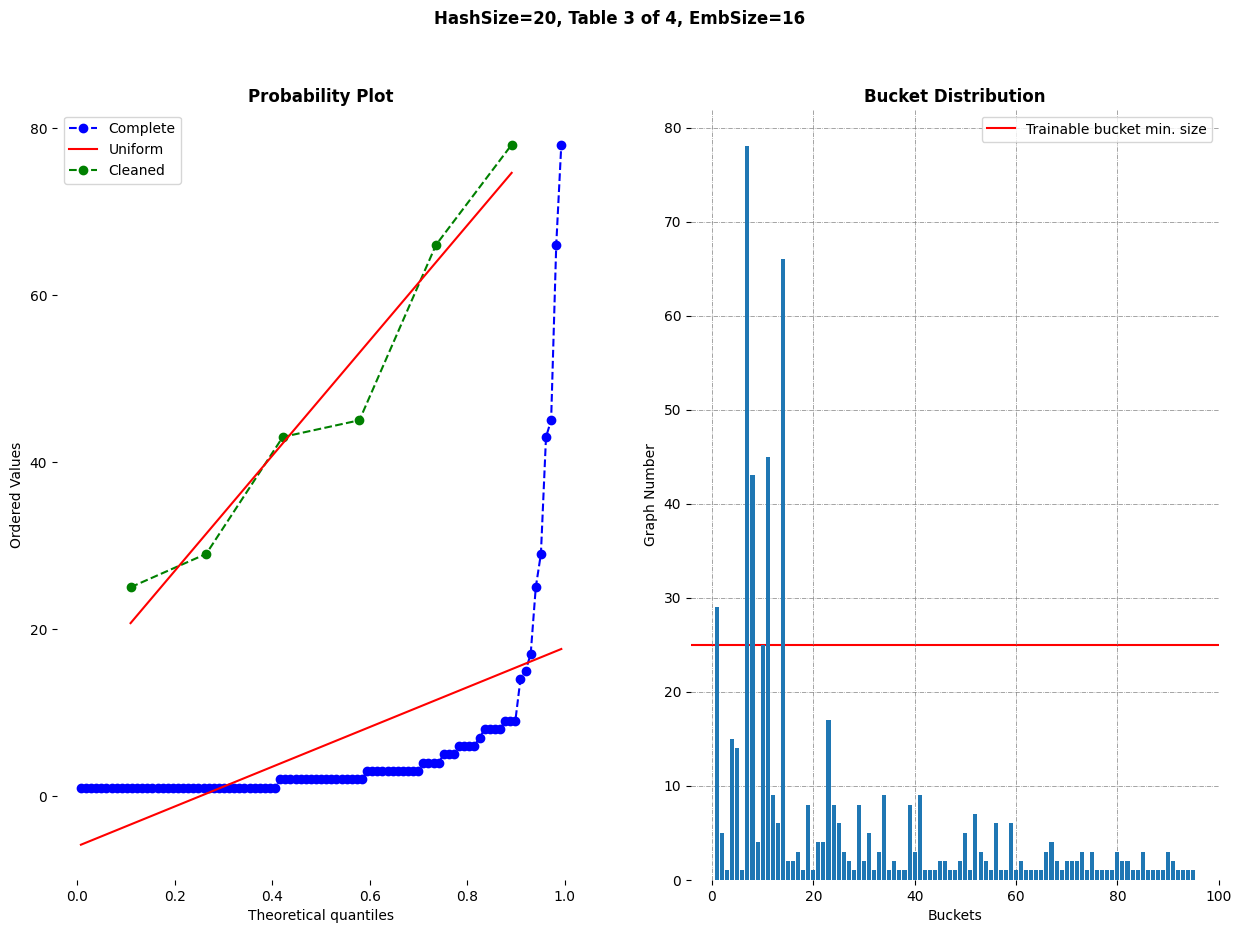 HashSize=20, Table 3 of 4, EmbSize=16
Probability Plot
Complete
Uniform
Cleaned
Ordered Values
80
60
40
20
0
0.0 0.2 0.4 0.6 0.8 1.0
Theoretical quantiles
Bucket Distribution
Trainable bucket min. size
Graph Number
80
70
60
50
40
30
20
10
0
0 20 40 60 80 100
Buckets